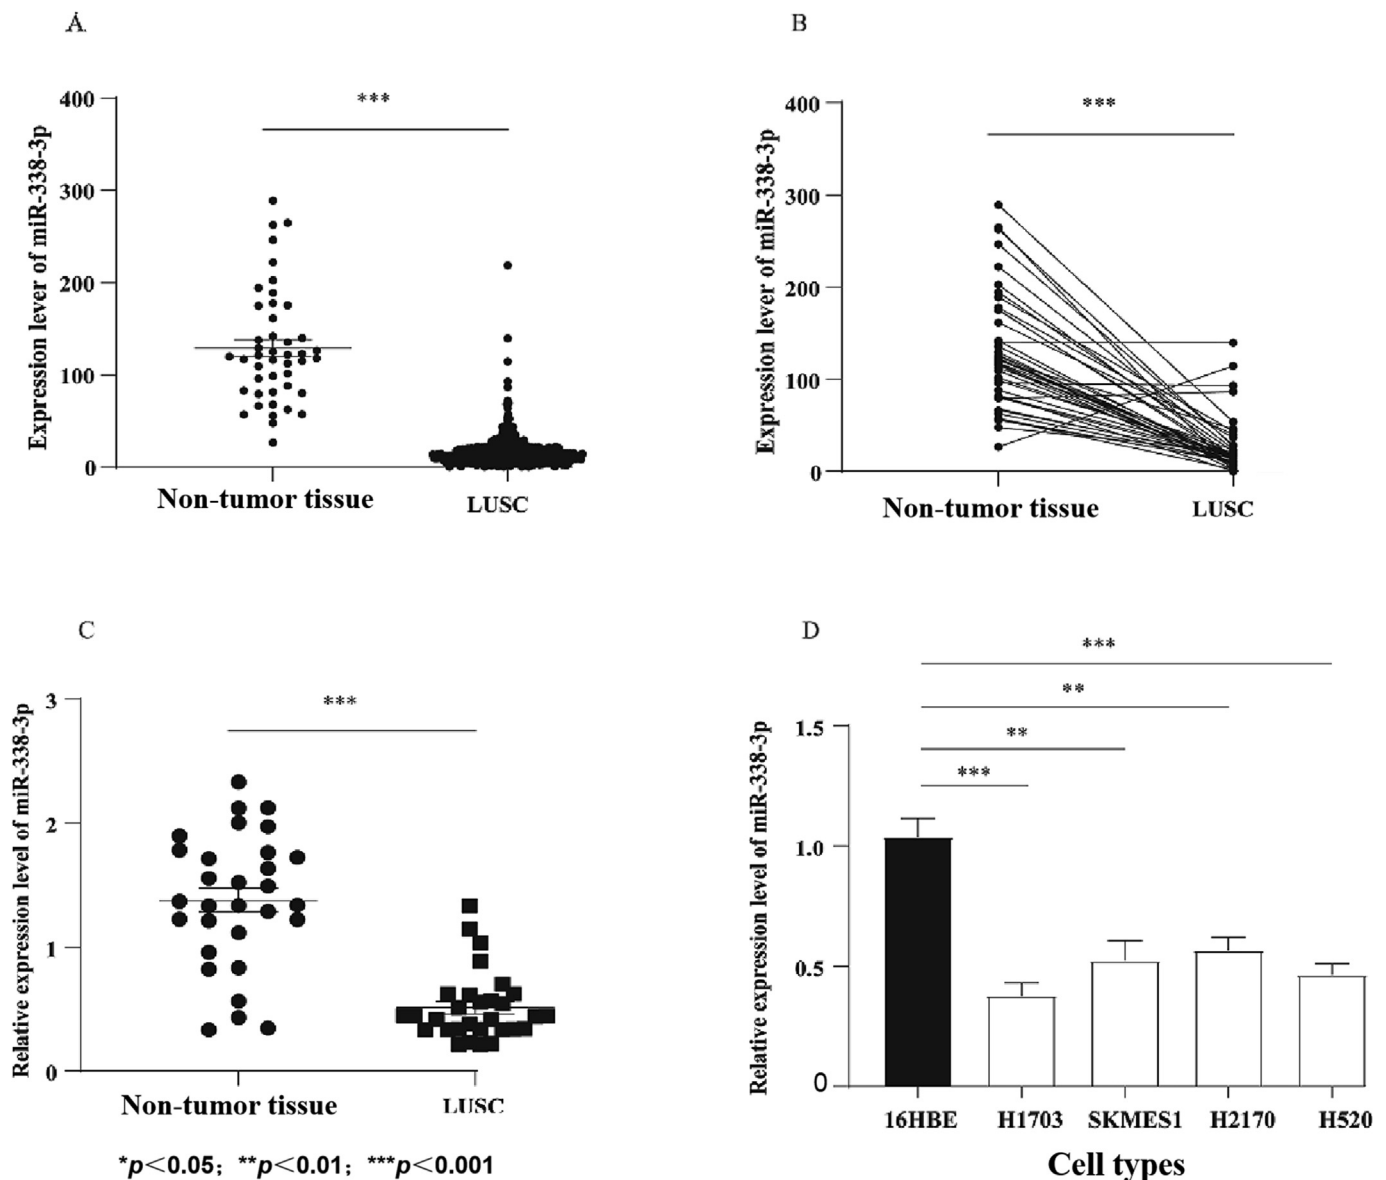 A
Expression lever of miR-338-3p
400
300
200
100
0
***
Non-tumor tissue
LUSC
B
Expression lever of miR-338-3p
400
300
200
100
0
***
Non-tumor tissue
LUSC
C
Relative expression level of miR-338-3p
3
2
1
0
***
Non-tumor tissue
LUSC
*p<0.05; **p<0.01; ***p<0.001
D
Relative expression level of miR-338-3p
1.5
1.0
0.5
0
***
**
**
***
16HBE
H1703
SKMES1
H2170
H520
Cell types